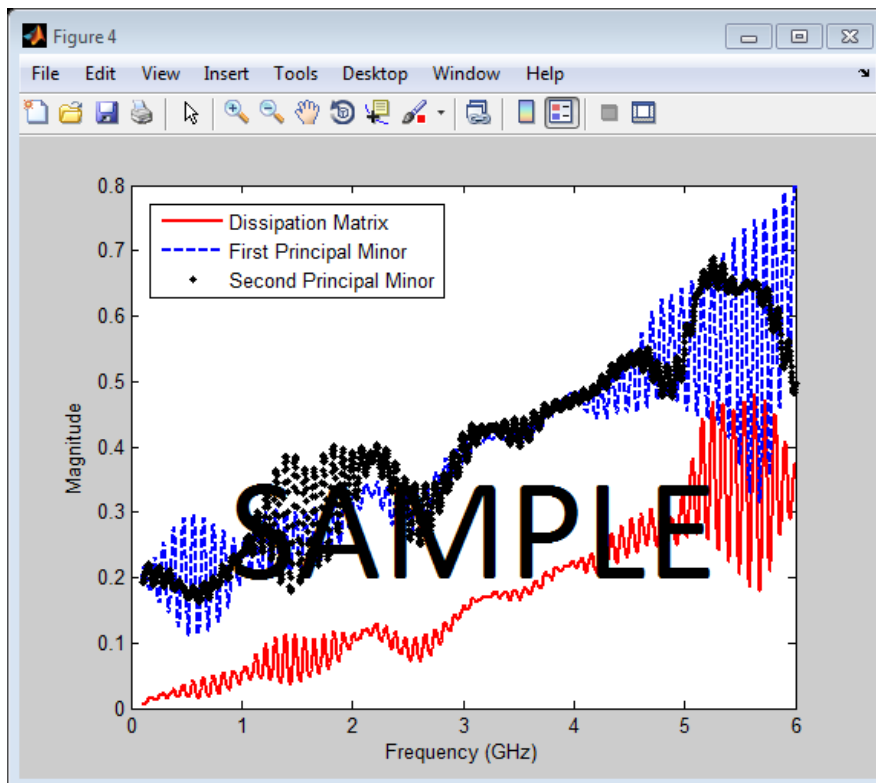 Figure 4
File Edit View Insert Tools Desktop Window Help
0.8
0.7
0.6
0.5
0.4
0.3
0.2
0.1
0
Magnitude
Dissipation Matrix
First Principal Minor
Second Principal Minor
SAMPLE
0 1 2 3 4 5 6
Frequency (GHz)